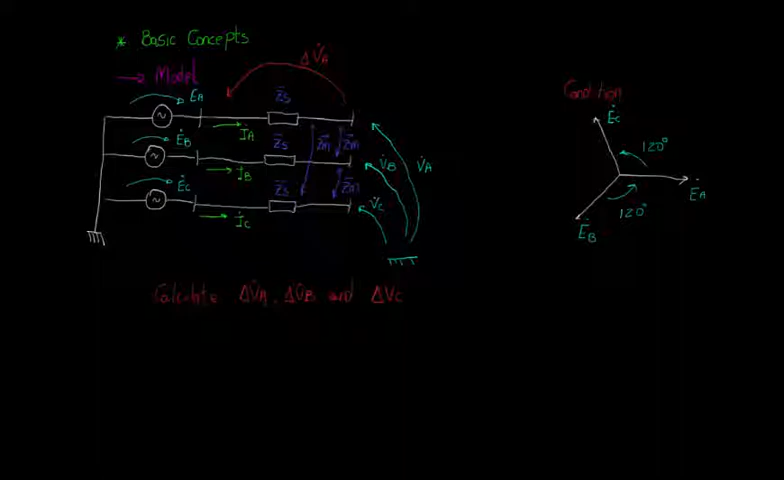 * Basic Concepts
→ Model
ΔV̇A
ĖA
Z̄s
İA
ĖB
Z̄s
Z̄m
Z̄m
İB
V̇B
V̇A
ĖC
Z̄s
Z̄m
V̇C
İC
Calculate ΔV̇A, ΔV̇B and ΔV̇C
Condition
ĖC
120°
ĖA
120°
ĖB